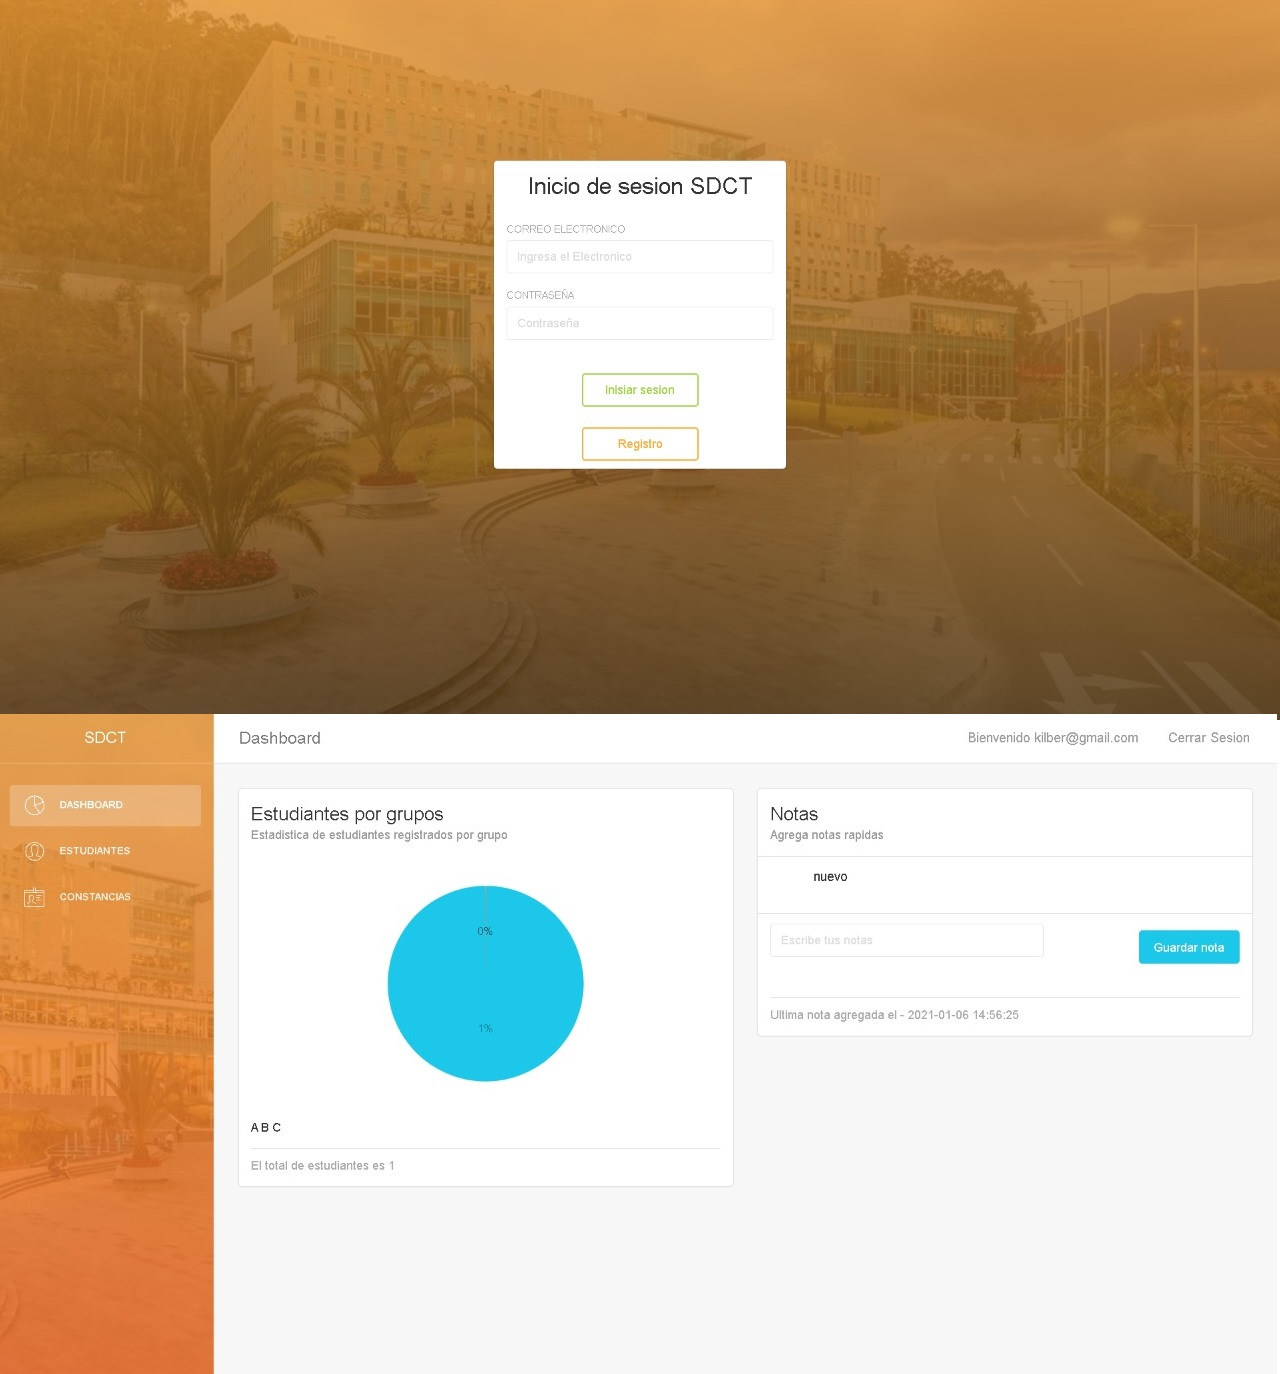 Inicio de sesion SDCT
CORREO ELECTRONICO
Ingresa el Electronico
CONTRASEÑA
Contraseña
Inisiar sesion
Registro
SDCT
Dashboard
Bienvenido kilber@gmail.com
Cerrar Sesion
DASHBOARD
ESTUDIANTES
CONSTANCIAS
Estudiantes por grupos
Estadistica de estudiantes registrados por grupo
0%
1%
A B C
El total de estudiantes es 1
Notas
Agrega notas rapidas
nuevo
Escribe tus notas
Guardar nota
Ultima nota agregada el - 2021-01-06 14:56:25